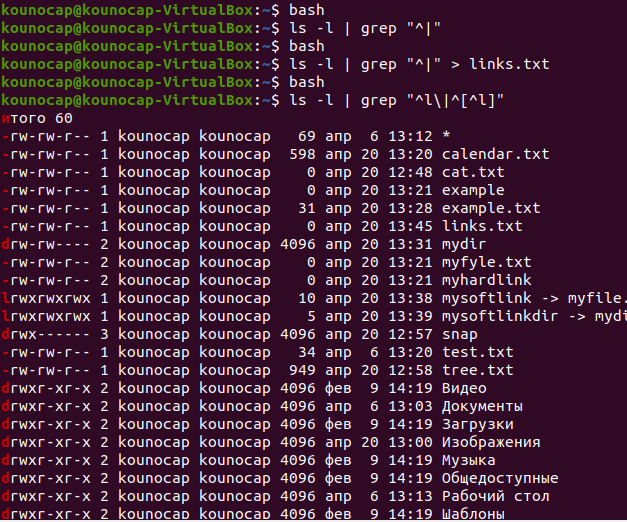 kounocap@kounocap-VirtualBox:~$ bash
kounocap@kounocap-VirtualBox:~$ ls -l | grep "^|"
kounocap@kounocap-VirtualBox:~$ bash
kounocap@kounocap-VirtualBox:~$ ls -l | grep "^|" > links.txt
kounocap@kounocap-VirtualBox:~$ bash
kounocap@kounocap-VirtualBox:~$ ls -l | grep "^l\|^[^l]"
итого 60
-rw-rw-r-- 1 kounocap kounocap   69 апр  6 13:12 *
-rw-rw-r-- 1 kounocap kounocap  598 апр 20 13:20 calendar.txt
-rw-rw-r-- 1 kounocap kounocap    0 апр 20 12:48 cat.txt
-rw-rw-r-- 1 kounocap kounocap    0 апр 20 13:21 example
-rw-rw-r-- 1 kounocap kounocap   31 апр 20 13:28 example.txt
-rw-rw-r-- 1 kounocap kounocap    0 апр 20 13:45 links.txt
drw-rw---- 2 kounocap kounocap 4096 апр 20 13:31 mydir
-rw-rw-r-- 2 kounocap kounocap    0 апр 20 13:21 myfyle.txt
-rw-rw-r-- 2 kounocap kounocap    0 апр 20 13:21 myhardlink
lrwxrwxrwx 1 kounocap kounocap   10 апр 20 13:38 mysoftlink -> myfile.
lrwxrwxrwx 1 kounocap kounocap    5 апр 20 13:39 mysoftlinkdir -> mydi
drwx------ 3 kounocap kounocap 4096 апр 20 12:57 snap
-rw-rw-r-- 1 kounocap kounocap   34 апр  6 13:20 test.txt
-rw-rw-r-- 1 kounocap kounocap  949 апр 20 12:58 tree.txt
drwxr-xr-x 2 kounocap kounocap 4096 фев  9 14:19 Видео
drwxr-xr-x 2 kounocap kounocap 4096 апр  6 13:03 Документы
drwxr-xr-x 2 kounocap kounocap 4096 фев  9 14:19 Загрузки
drwxr-xr-x 2 kounocap kounocap 4096 апр 20 13:00 Изображения
drwxr-xr-x 2 kounocap kounocap 4096 фев  9 14:19 Музыка
drwxr-xr-x 2 kounocap kounocap 4096 фев  9 14:19 Общедоступные
drwxr-xr-x 2 kounocap kounocap 4096 апр  6 13:13 Рабочий стол
drwxr-xr-x 2 kounocap kounocap 4096 фев  9 14:19 Шаблоны